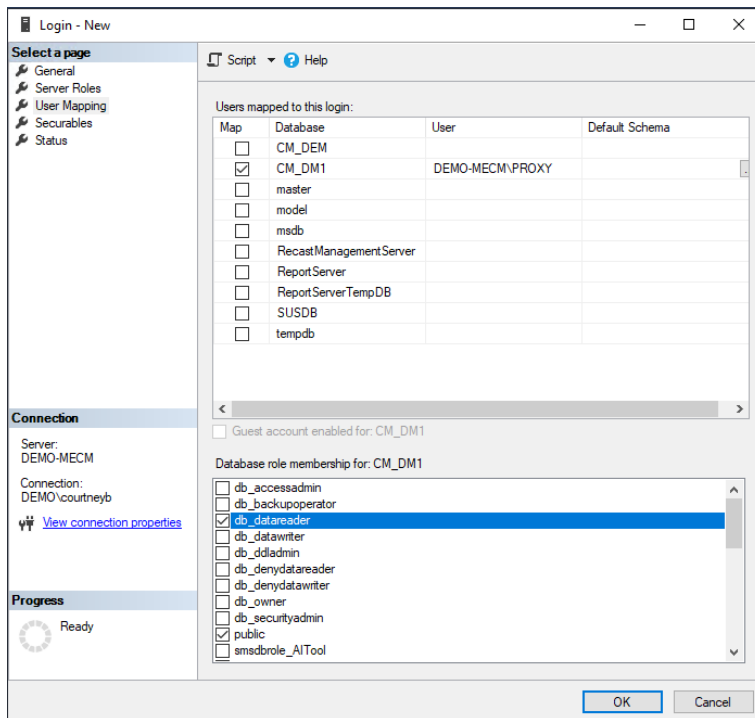 Login - New
Select a page
General
Server Roles
User Mapping
Securables
Status
Script
Help
Users mapped to this login:
Map Database User Default Schema
CM_DEM
CM_DM1 DEMO-MECM\PROXY
master
model
msdb
RecastManagementServer
ReportServer
ReportServerTempDB
SUSDB
tempdb
Guest account enabled for: CM_DM1
Database role membership for: CM_DM1
db_accessadmin
db_backupoperator
db_datareader
db_datawriter
db_ddladmin
db_denydatareader
db_denydatawriter
db_owner
db_securityadmin
public
smsdbrole_AITool
Connection
Server:
DEMO-MECM
Connection:
DEMO\courtneyb
View connection properties
Progress
Ready
OK Cancel